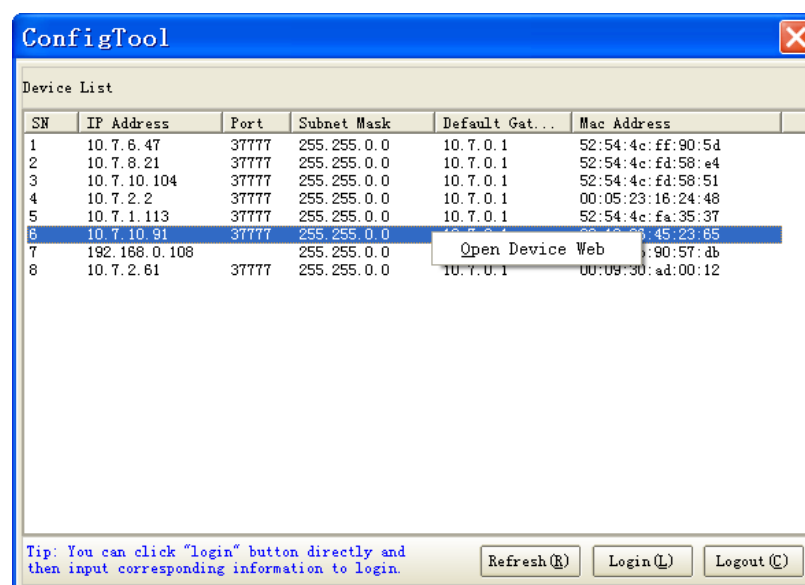 ConfigTool
Device List
SN IP Address Port Subnet Mask Default Gat... Mac Address
1 10.7.6.47 37777 255.255.0.0 10.7.0.1 52:54:4c:ff:90:5d
2 10.7.8.21 37777 255.255.0.0 10.7.0.1 52:54:4c:fd:58:e4
3 10.7.10.104 37777 255.255.0.0 10.7.0.1 52:54:4c:fd:58:51
4 10.7.2.2 37777 255.255.0.0 10.7.0.1 00:05:23:16:24:48
5 10.7.1.113 37777 255.255.0.0 10.7.0.1 52:54:4c:fa:35:37
6 10.7.10.91 37777 255.255.0.0 :45:23:65
7 192.168.0.108 255.255.0.0 Open Device Web :90:57:db
8 10.7.2.61 37777 255.255.0.0 10.7.0.1 00:09:30:ad:00:12
Tip: You can click "login" button directly and
then input corresponding information to login.
Refresh(R) Login(L) Logout(C)